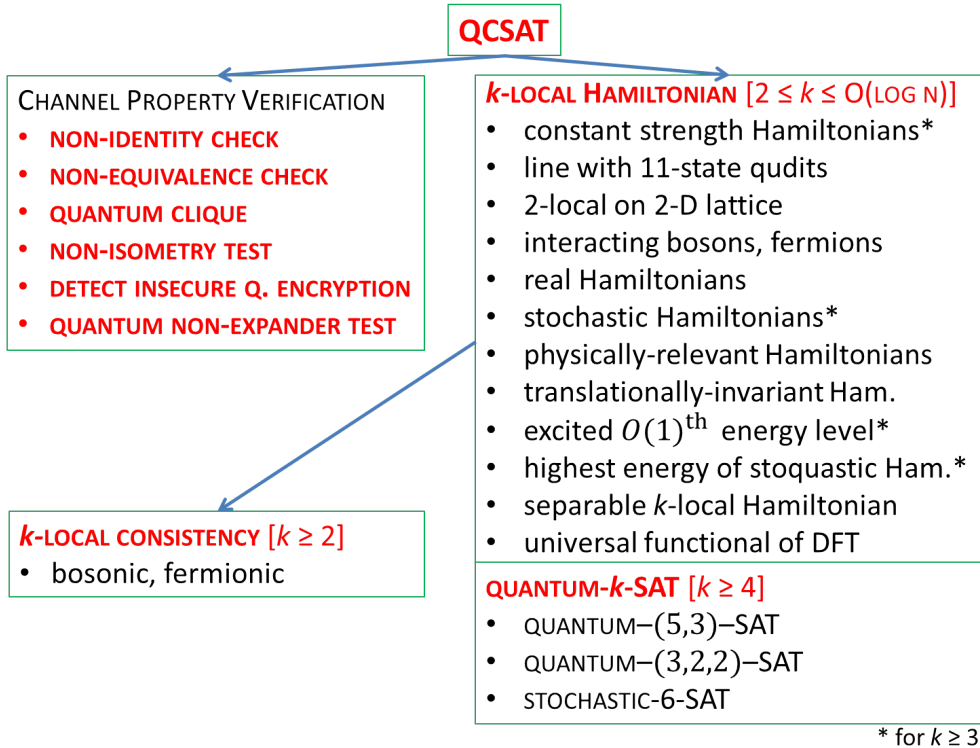 QCSAT
CHANNEL PROPERTY VERIFICATION
• NON-IDENTITY CHECK
• NON-EQUIVALENCE CHECK
• QUANTUM CLIQUE
• NON-ISOMETRY TEST
• DETECT INSECURE Q. ENCRYPTION
• QUANTUM NON-EXPANDER TEST
k-LOCAL HAMILTONIAN [2 ≤ k ≤ O(LOG N)]
• constant strength Hamiltonians*
• line with 11-state qudits
• 2-local on 2-D lattice
• interacting bosons, fermions
• real Hamiltonians
• stochastic Hamiltonians*
• physically-relevant Hamiltonians
• translationally-invariant Ham.
• excited O(1)th energy level*
• highest energy of stoquastic Ham.*
• separable k-local Hamiltonian
• universal functional of DFT
k-LOCAL CONSISTENCY [k ≥ 2]
• bosonic, fermionic
QUANTUM-k-SAT [k ≥ 4]
• QUANTUM–(5,3)–SAT
• QUANTUM–(3,2,2)–SAT
• STOCHASTIC-6-SAT
* for k ≥ 3